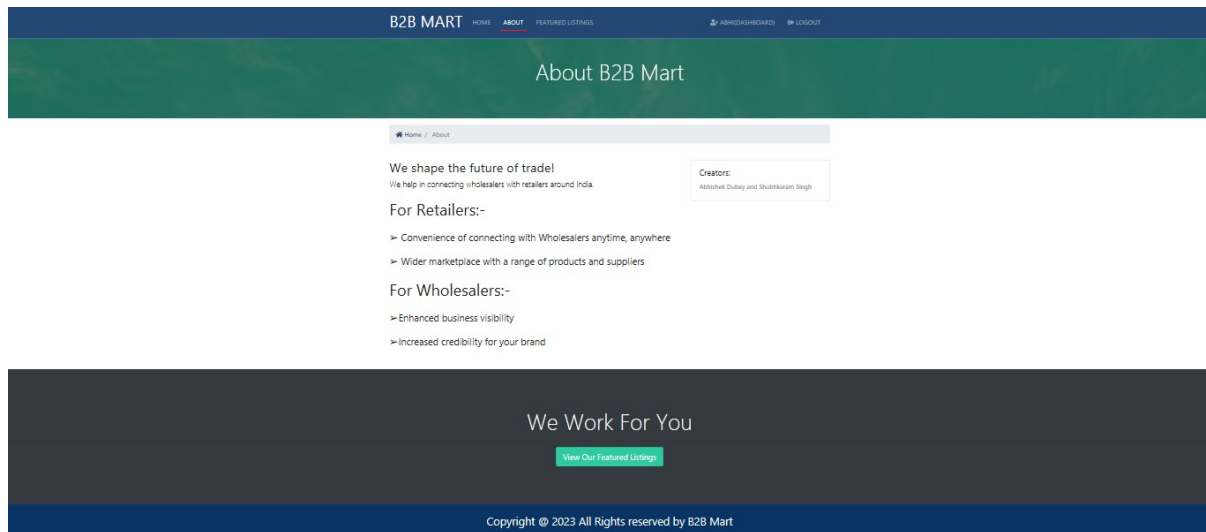 B2B MART HOME ABOUT FEATURED LISTINGS ABHI(DASHBOARD) LOGOUT
About B2B Mart
Home / About
We shape the future of trade!
We help in connecting wholesalers with retailers around India.
Creators:
Abhishek Dubey and Shubhkaram Singh
For Retailers:-
➢ Convenience of connecting with Wholesalers anytime, anywhere
➢ Wider marketplace with a range of products and suppliers
For Wholesalers:-
➢Enhanced business visibility
➢Increased credibility for your brand
We Work For You
View Our Featured Listings
Copyright @ 2023 All Rights reserved by B2B Mart